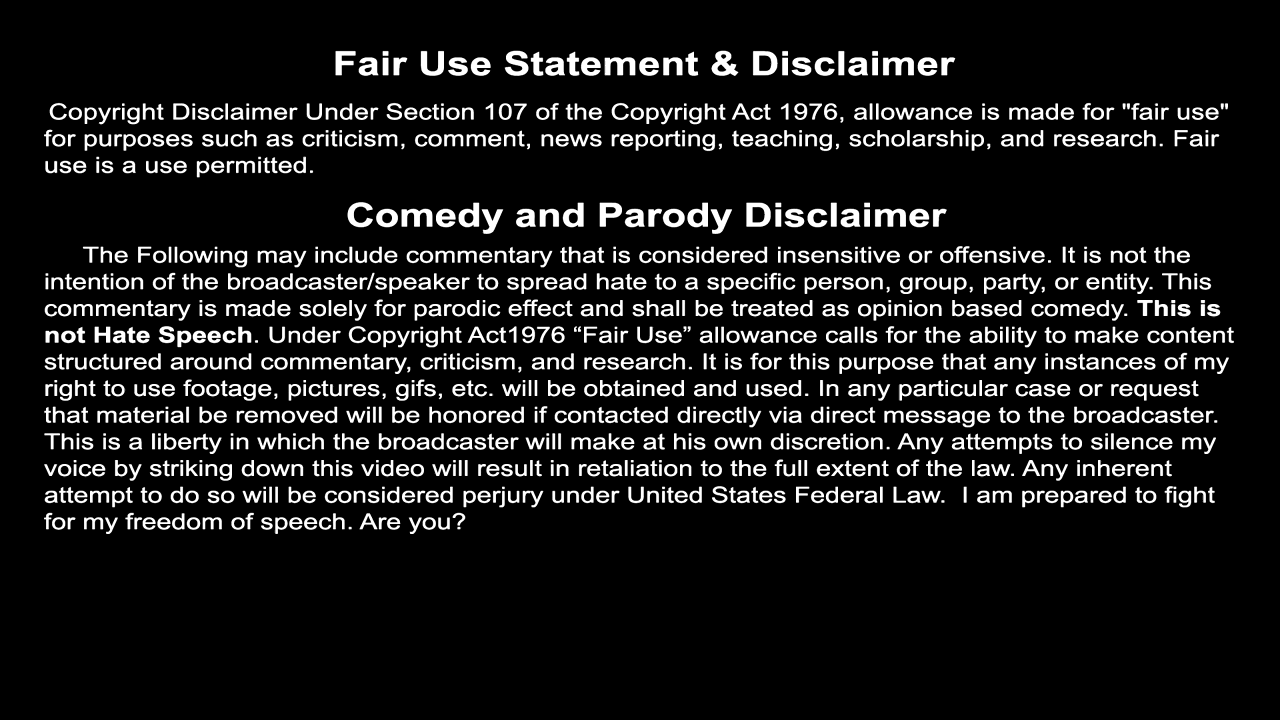 Fair Use Statement & Disclaimer
Copyright Disclaimer Under Section 107 of the Copyright Act 1976, allowance is made for "fair use"
for purposes such as criticism, comment, news reporting, teaching, scholarship, and research. Fair
use is a use permitted.
Comedy and Parody Disclaimer
The Following may include commentary that is considered insensitive or offensive. It is not the
intention of the broadcaster/speaker to spread hate to a specific person, group, party, or entity. This
commentary is made solely for parodic effect and shall be treated as opinion based comedy. This is
not Hate Speech. Under Copyright Act1976 “Fair Use” allowance calls for the ability to make content
structured around commentary, criticism, and research. It is for this purpose that any instances of my
right to use footage, pictures, gifs, etc. will be obtained and used. In any particular case or request
that material be removed will be honored if contacted directly via direct message to the broadcaster.
This is a liberty in which the broadcaster will make at his own discretion. Any attempts to silence my
voice by striking down this video will result in retaliation to the full extent of the law. Any inherent
attempt to do so will be considered perjury under United States Federal Law.  I am prepared to fight
for my freedom of speech. Are you?